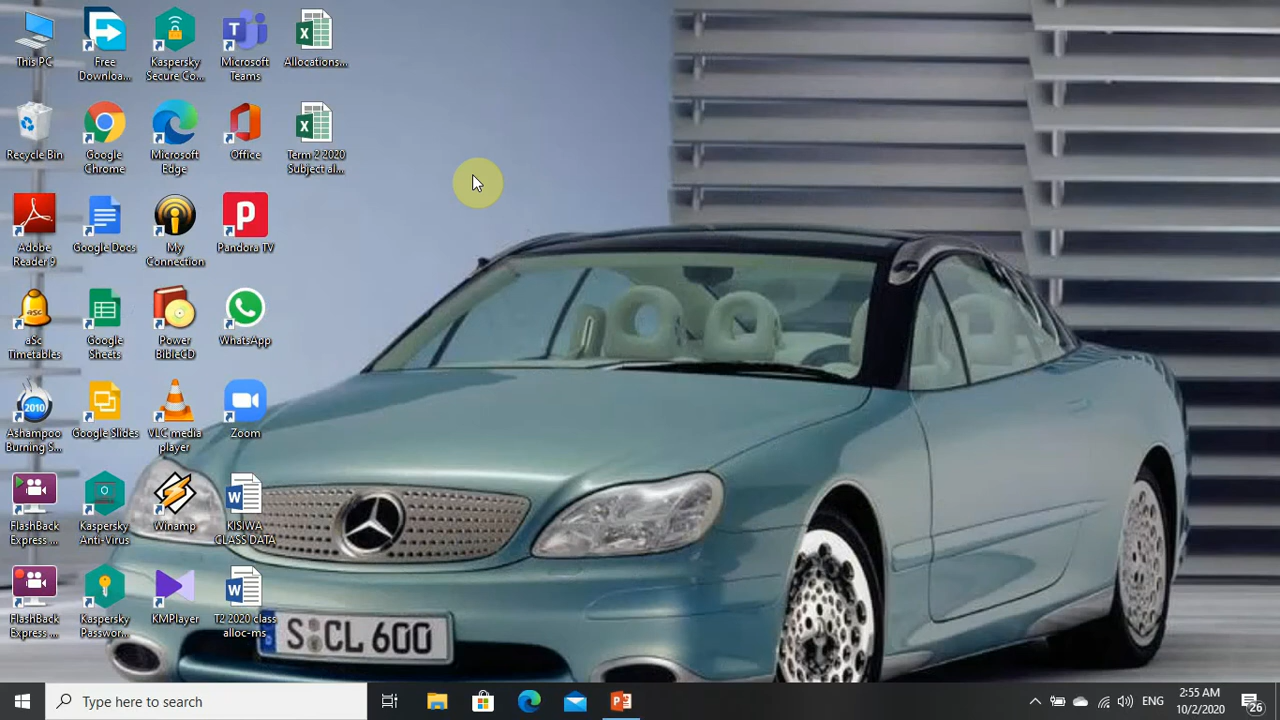 This PC
Free
Downloa...
Kaspersky
Secure Co...
Microsoft
Teams
Allocations...
Recycle Bin
Google
Chrome
Microsoft
Edge
Office
Term 2 2020
Subject al...
Adobe
Reader 9
Google Docs
My
Connection
Pandora TV
asc
aSc
Timetables
Google
Sheets
Power
BibleCD
WhatsApp
2010
Ashampoo
Burning S...
Google Slides
VLC media
player
Zoom
FlashBack
Express ...
Kaspersky
Anti-Virus
Winamp
KISIWA
CLASS DATA
FlashBack
Express ...
Kaspersky
Passwor...
KMPlayer
T2 2020 class
alloc-ms
S CL 600
Type here to search
ENG
2:55 AM
10/2/2020
26